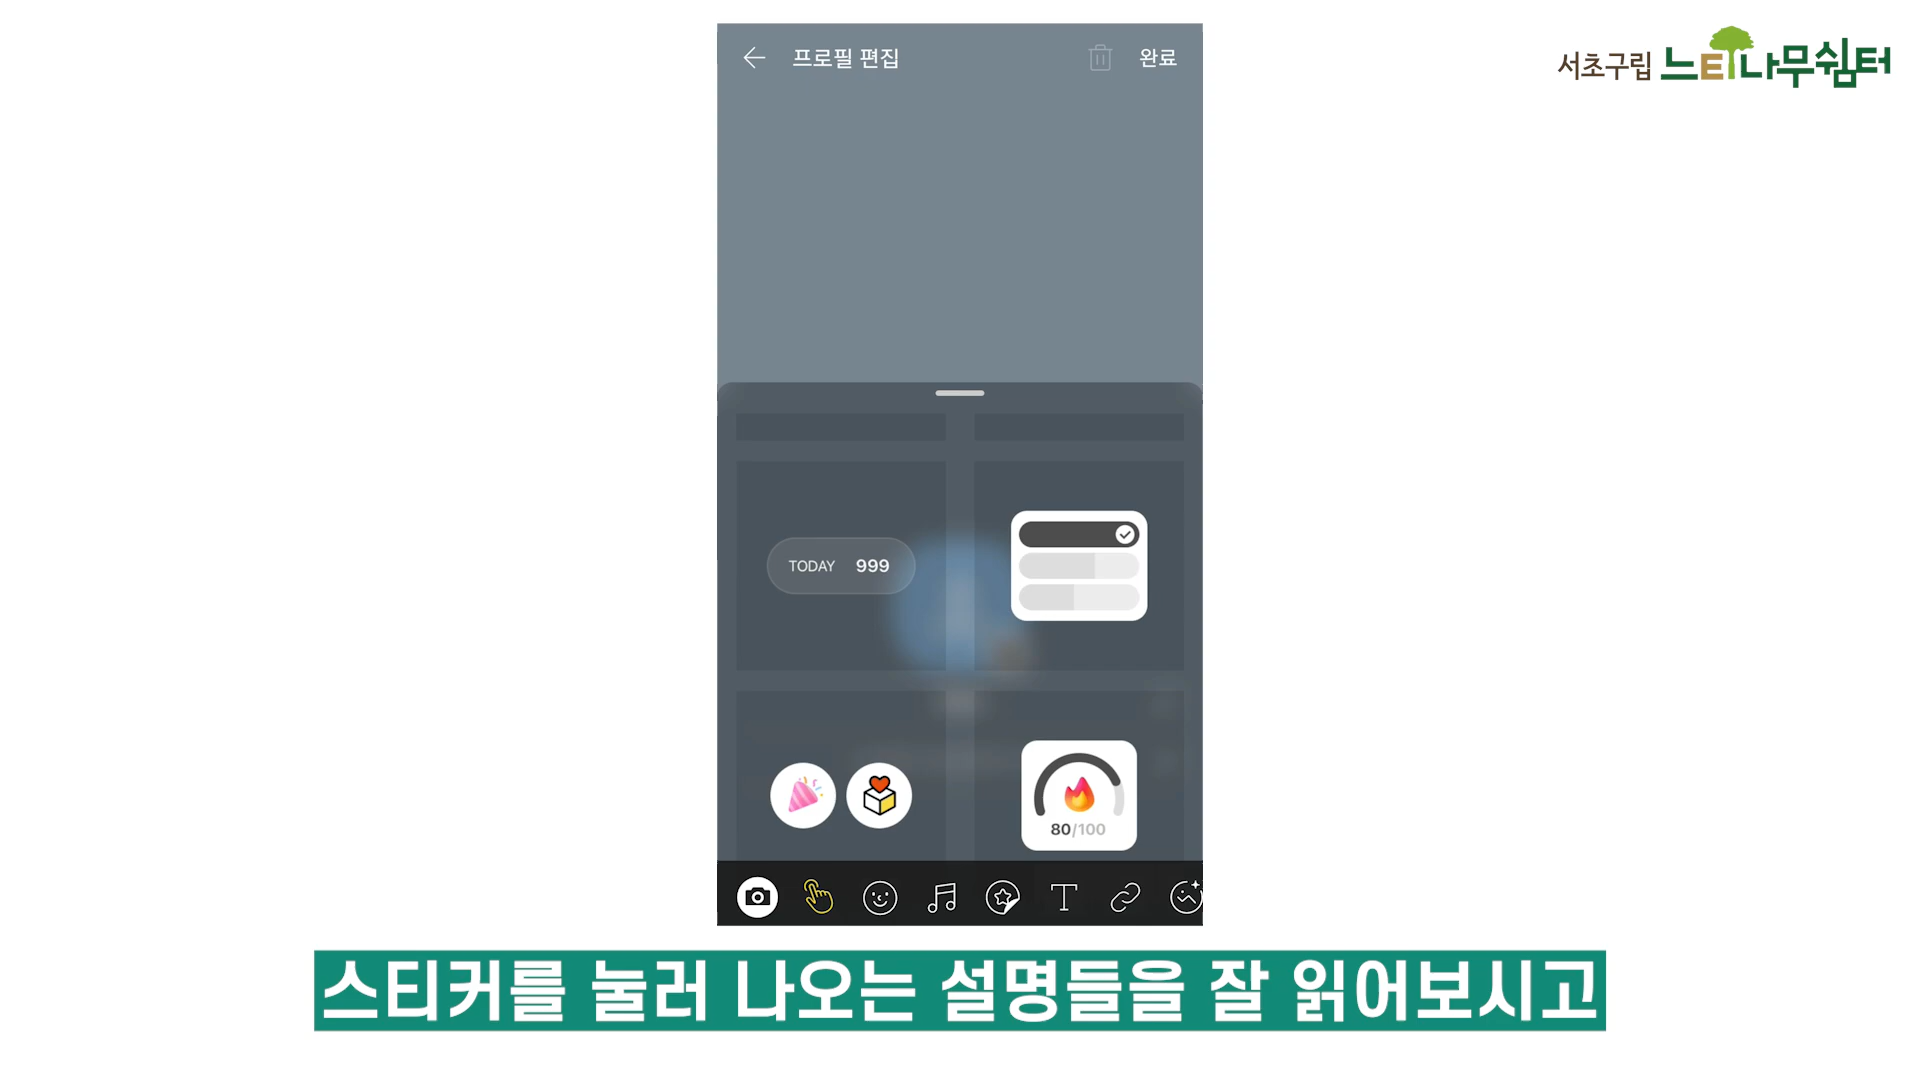 프로필 편집
완료
서초구립 느티나무쉼터
TODAY 999
80/100
스티커를 눌러 나오는 설명들을 잘 읽어보시고